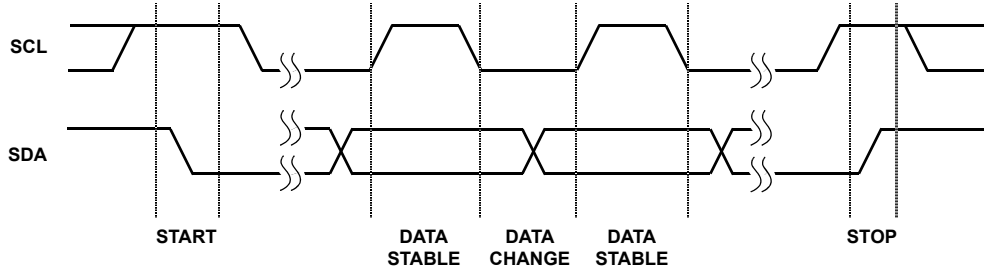 SCL
SDA
START
DATA
STABLE
DATA
CHANGE
DATA
STABLE
STOP